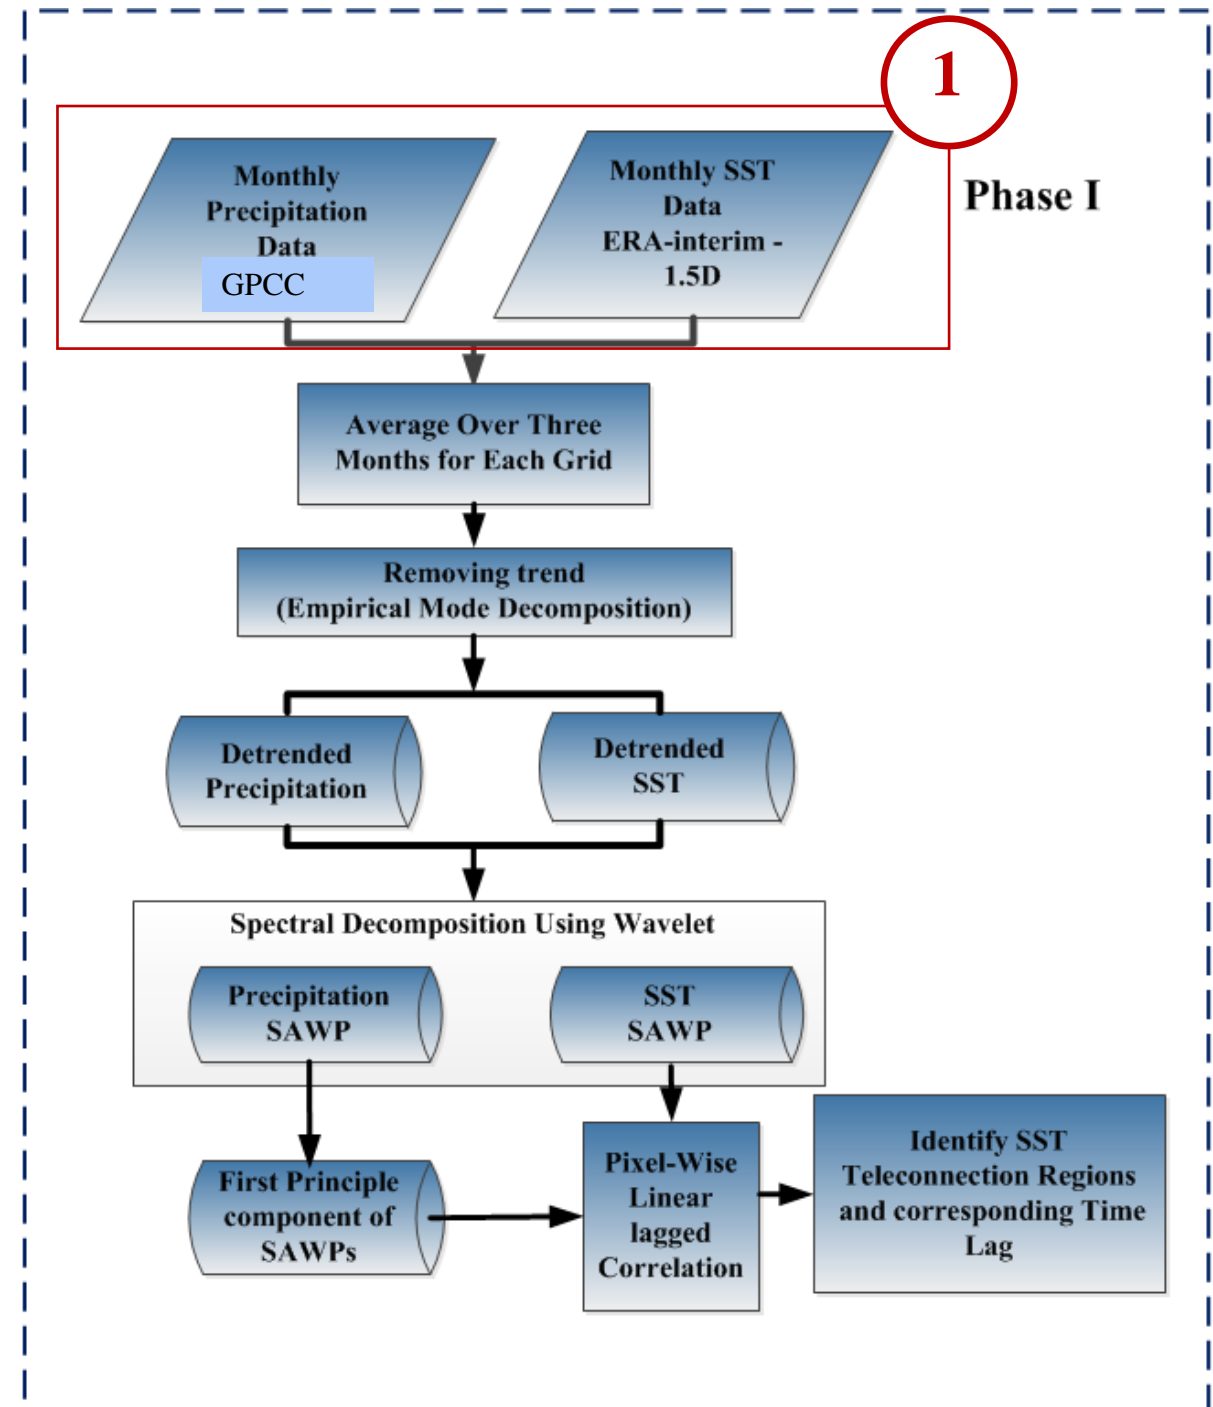 1
Phase I
Monthly
Precipitation
Data
GPCC
Monthly SST
Data
ERA-interim -
1.5D
Average Over Three
Months for Each Grid
Removing trend
(Empirical Mode Decomposition)
Detrended
Precipitation
Detrended
SST
Spectral Decomposition Using Wavelet
Precipitation
SAWP
SST
SAWP
First Principle
component of
SAWPs
Pixel-Wise
Linear
lagged
Correlation
Identify SST
Teleconnection Regions
and corresponding Time
Lag